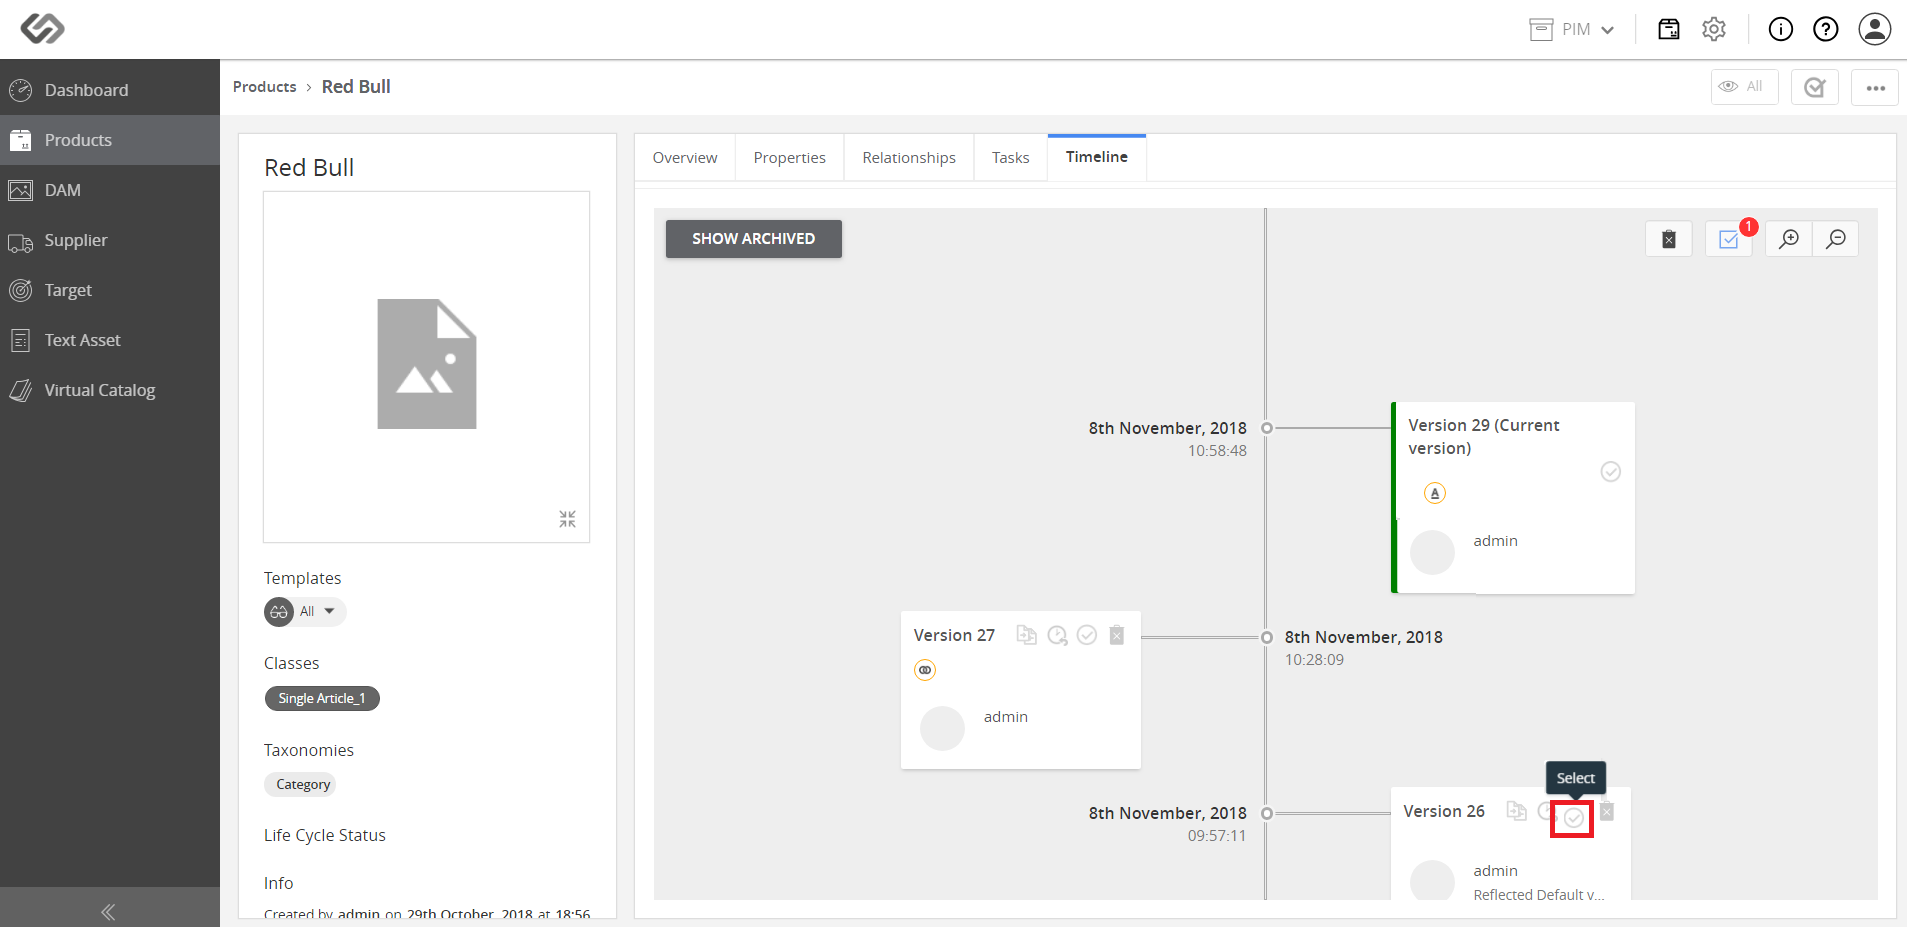 PIM
Dashboard
Products
DAM
Supplier
Target
Text Asset
Virtual Catalog
Products › Red Bull
All
Red Bull
Templates
All
Classes
Single Article_1
Taxonomies
Category
Life Cycle Status
Info
Created by admin on 29th October, 2018 at 18:56
Overview
Properties
Relationships
Tasks
Timeline
SHOW ARCHIVED
1
8th November, 2018
10:58:48
Version 29 (Current
version)
A
admin
Version 27
admin
8th November, 2018
10:28:09
8th November, 2018
09:57:11
Select
Version 26
admin
Reflected Default v...